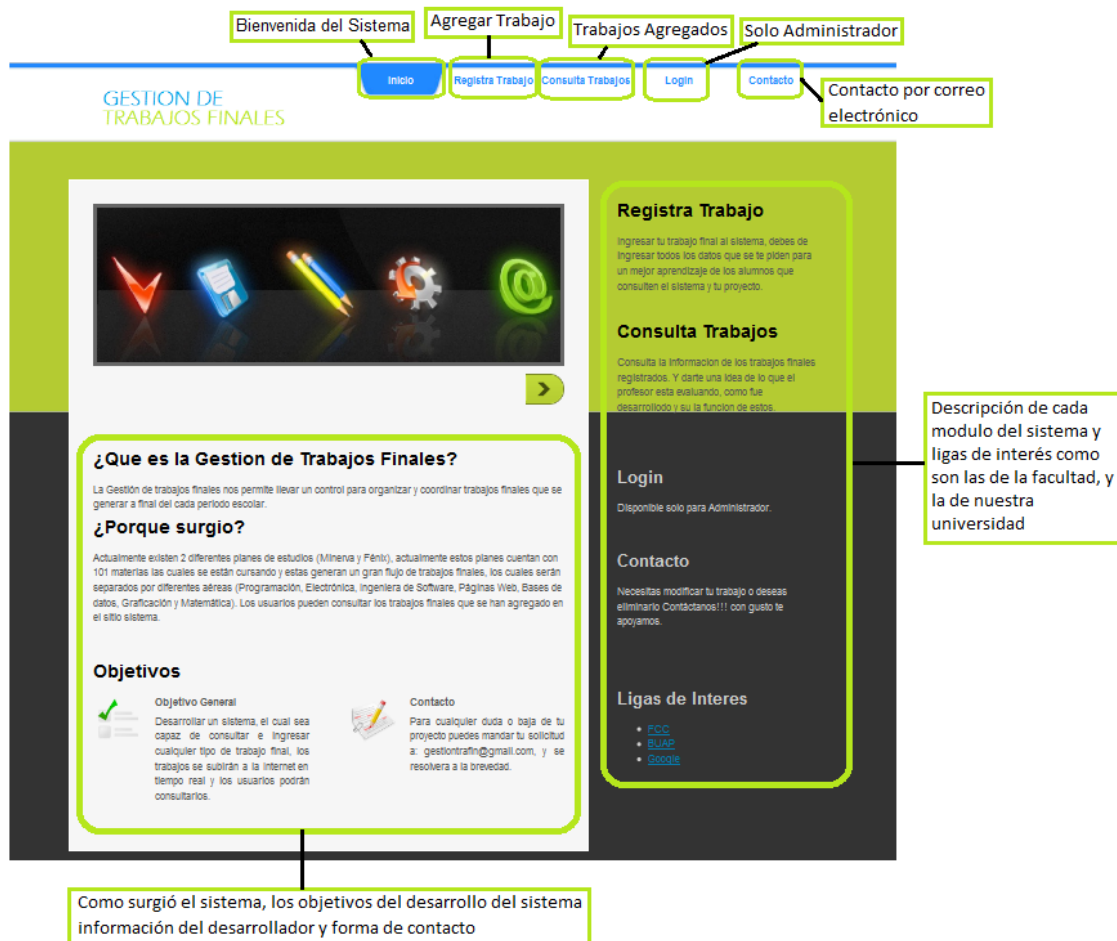 Bienvenida del Sistema
Agregar Trabajo
Trabajos Agregados
Solo Administrador
Inicio
Registra Trabajo
Consulta Trabajos
Login
Contacto
Contacto por correo
electrónico
GESTION DE
TRABAJOS FINALES
¿Que es la Gestion de Trabajos Finales?
La Gestión de trabajos finales nos permite llevar un control para organizar y coordinar trabajos finales que se
generar a final del cada periodo escolar.
¿Porque surgio?
Actualmente existen 2 diferentes planes de estudios (Minerva y Fénix), actualmente estos planes cuentan con
101 materias las cuales se están cursando y estas generan un gran flujo de trabajos finales, los cuales serán
separados por diferentes aéreas (Programación, Electrónica, Ingeniera de Software, Páginas Web, Bases de
datos, Graficación y Matemática). Los usuarios pueden consultar los trabajos finales que se han agregado en
el sitio sistema.
Objetivos
Objetivo General
Desarrollar un sistema, el cual sea
capaz de consultar e ingresar
cualquier tipo de trabajo final, los
trabajos se subirán a la internet en
tiempo real y los usuarios podrán
consultarlos.
Contacto
Para cualquier duda o baja de tu
proyecto puedes mandar tu solicitud
a: gestiontrafin@gmail.com, y se
resolvera a la brevedad.
Registra Trabajo
Ingresar tu trabajo final al sistema, debes de
ingresar todos los datos que se te piden para
un mejor aprendizaje de los alumnos que
consulten el sistema y tu proyecto.
Consulta Trabajos
Consulta la informacion de los trabajos finales
registrados. Y darte una idea de lo que el
profesor esta evaluando, como fue
desarrollodo y su la funcion de estos.
Login
Disponible solo para Administrador.
Contacto
Necesitas modificar tu trabajo o deseas
eliminarlo Contáctanos!!! con gusto te
apoyamos.
Ligas de Interes
FCC
BUAP
Google
Descripción de cada
modulo del sistema y
ligas de interés como
son las de la facultad, y
la de nuestra
universidad
Como surgió el sistema, los objetivos del desarrollo del sistema
información del desarrollador y forma de contacto